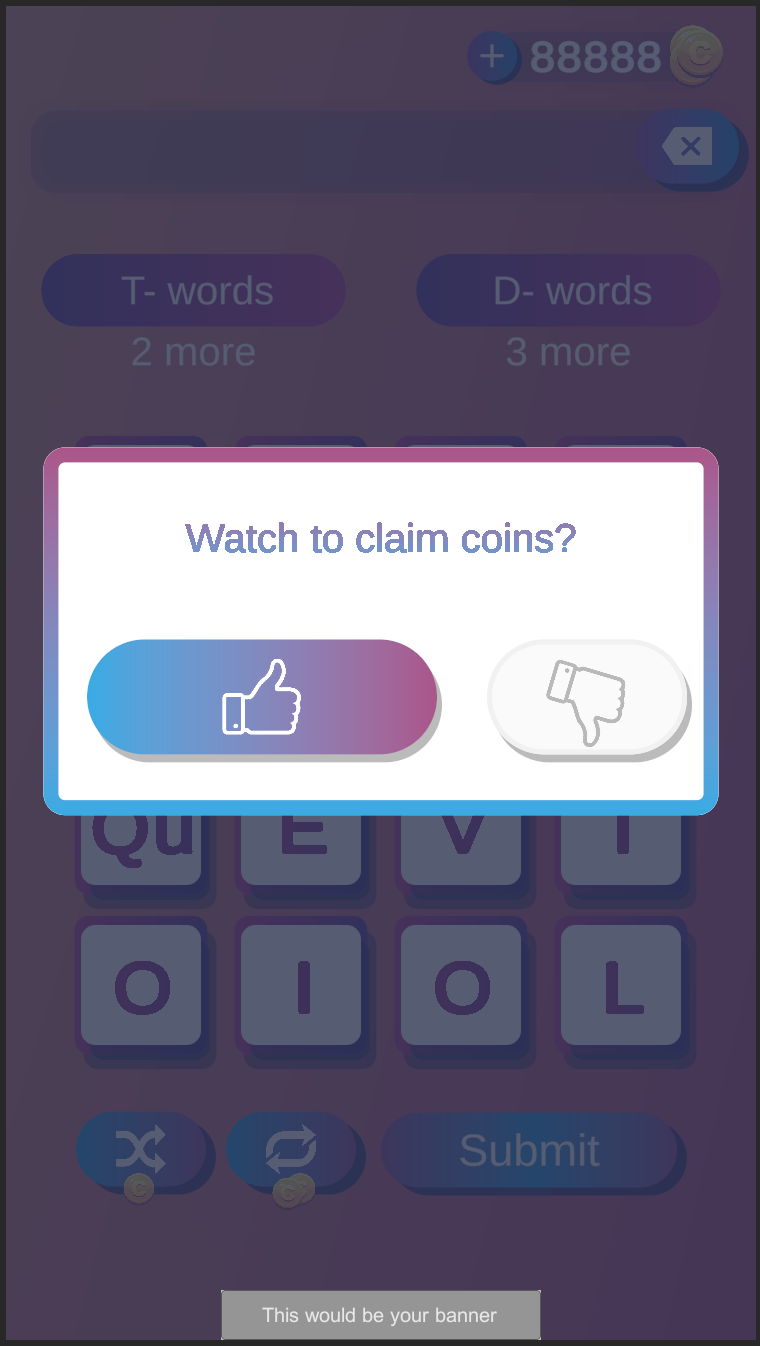 88888
T- words
D- words
2 more
3 more
Watch to claim coins?
Qu E V I
O I O L
Submit
This would be your banner